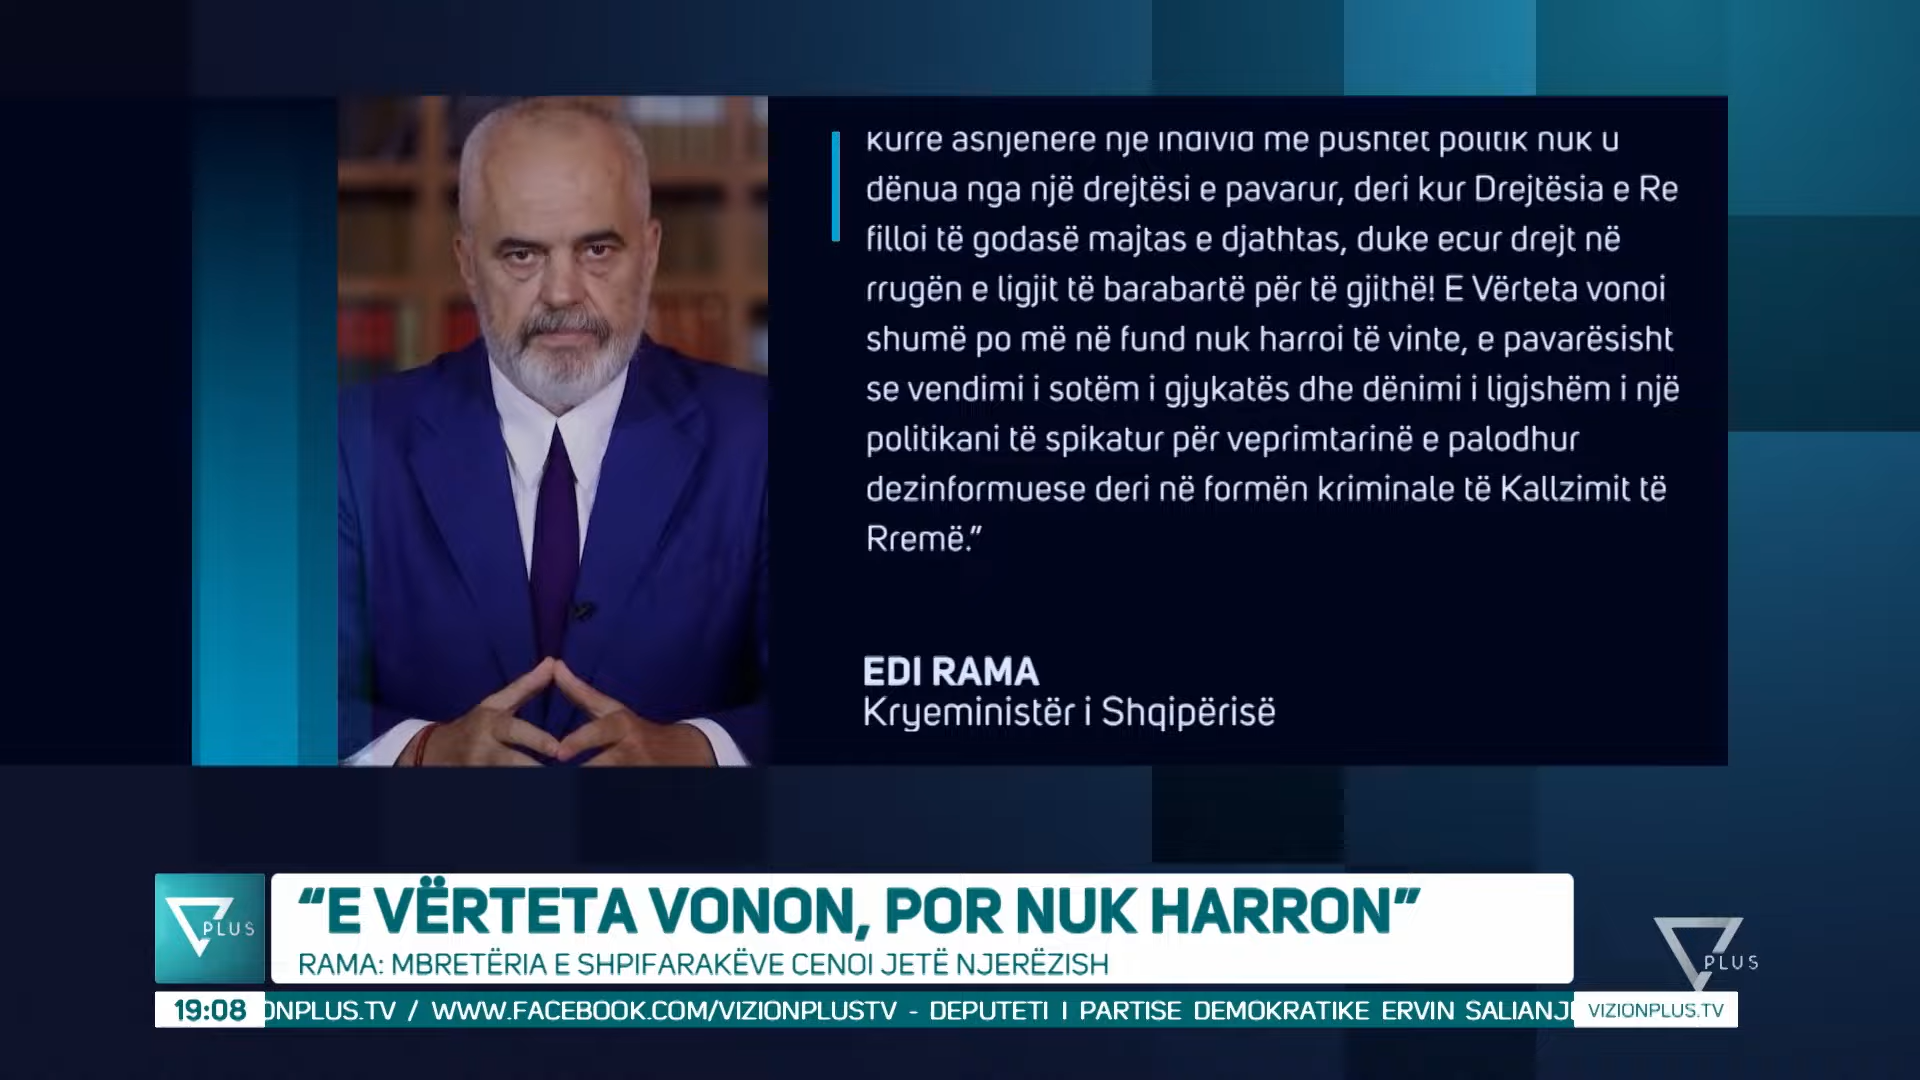 kurrë asnjëherë një individ me pushtet politik nuk u
dënua nga një drejtësi e pavarur, deri kur Drejtësia e Re
filloi të godasë majtas e djathtas, duke ecur drejt në
rrugën e ligjit të barabartë për të gjithë! E Vërteta vonoi
shumë po më në fund nuk harroi të vinte, e pavarësisht
se vendimi i sotëm i gjykatës dhe dënimi i ligjshëm i një
politikani të spikatur për veprimtarinë e palodhur
dezinformuese deri në formën kriminale të Kallzimit të
Rremë.”
EDI RAMA
Kryeministër i Shqipërisë
“E VËRTETA VONON, POR NUK HARRON”
RAMA: MBRETËRIA E SHPIFARAKËVE CENOI JETË NJERËZISH
PLUS
PLUS
19:08 ONPLUS.TV / WWW.FACEBOOK.COM/VIZIONPLUSTV - DEPUTETI I PARTISE DEMOKRATIKE ERVIN SALIANJI VIZIONPLUS.TV